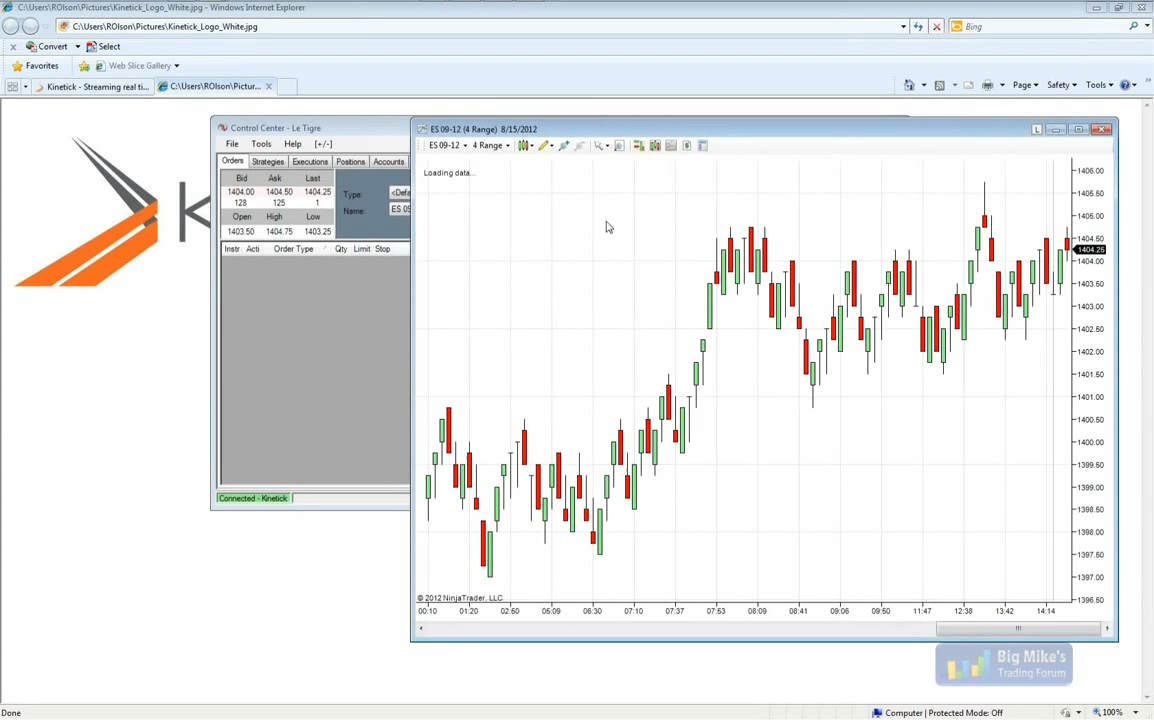 C:\Users\ROlson\Pictures\Kinetick_Logo_White.jpg - Windows Internet Explorer
C:\Users\ROlson\Pictures\Kinetick_Logo_White.jpg
Bing
Convert Select
Favorites Web Slice Gallery
Kinetick - Streaming real ti...
C:\Users\ROlson\Pictur...
Page Safety Tools
K
Control Center - Le Tigre
File Tools Help [+/-]
Orders Strategies Executions Positions Accounts
Bid Ask Last
1404.00 1404.50 1404.25
128 125 1
Open High Low
1403.50 1404.75 1403.25
Type: <Defa
Name: ES 09
Instr Acti Order Type Qty Limit Stop
Connected - Kinetick
ES 09-12 (4 Range) 8/15/2012
L
ES 09-12 4 Range
Loading data...
1406.00
1405.50
1405.00
1404.50
1404.25
1404.00
1403.50
1403.00
1402.50
1402.00
1401.50
1401.00
1400.50
1400.00
1399.50
1399.00
1398.50
1398.00
1397.50
1397.00
1396.60
© 2012 NinjaTrader, LLC
00:10 01:20 02:50 05:09 06:30 07:10 07:37 07:53 08:09 08:41 09:06 09:50 11:47 12:38 13:42 14:14
Big Mike's
Trading Forum
Done
Computer | Protected Mode: Off
100%